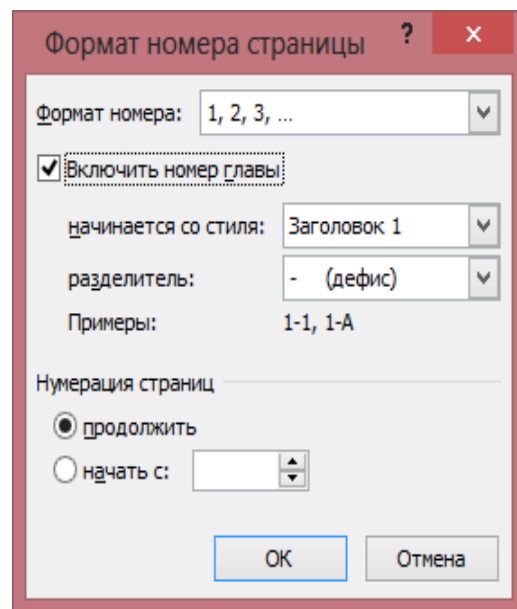 Формат номера страницы ? ×
Формат номера: 1, 2, 3, ...
Включить номер главы
начинается со стиля: Заголовок 1
разделитель: - (дефис)
Примеры: 1-1, 1-A
Нумерация страниц
продолжить
начать с:
ОК Отмена